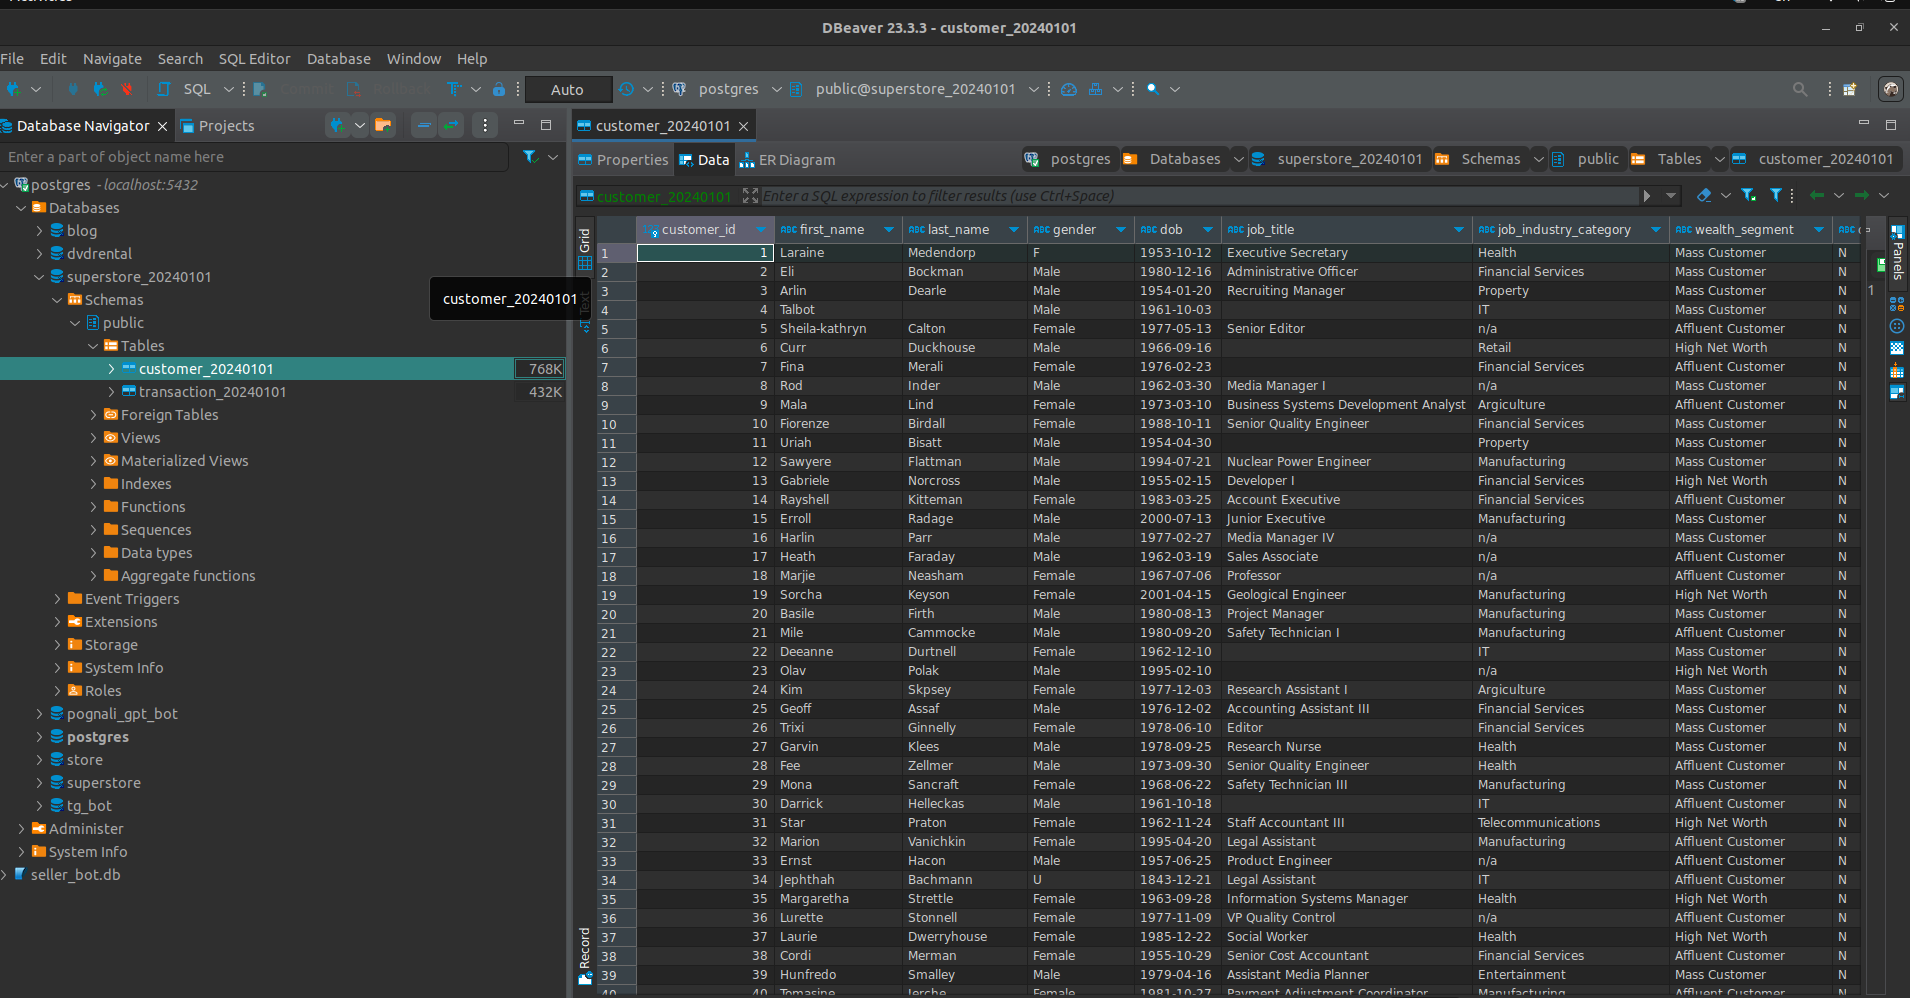 DBeaver 23.3.3 - customer_20240101
File Edit Navigate Search SQL Editor Database Window Help
SQL Auto postgres public@superstore_20240101
Database Navigator Projects
customer_20240101
Enter a part of object name here
Properties Data ER Diagram postgres Databases superstore_20240101 Schemas public Tables customer_20240101
customer_20240101 Enter a SQL expression to filter results (use Ctrl+Space)
postgres - localhost:5432
Databases
blog
dvdrental
superstore_20240101
Schemas
public
Tables
customer_20240101 768K
transaction_20240101 432K
Foreign Tables
Views
Materialized Views
Indexes
Functions
Sequences
Data types
Aggregate functions
Event Triggers
Extensions
Storage
System Info
Roles
pognali_gpt_bot
postgres
store
superstore
tg_bot
Administer
System Info
seller_bot.db
customer_20240101
Grid
Text
Record
customer_id first_name last_name gender dob job_title job_industry_category wealth_segment
1 1 Laraine Medendorp F 1953-10-12 Executive Secretary Health Mass Customer N
2 2 Eli Bockman Male 1980-12-16 Administrative Officer Financial Services Mass Customer N
3 3 Arlin Dearle Male 1954-01-20 Recruiting Manager Property Mass Customer N
4 4 Talbot Male 1961-10-03 IT Mass Customer N
5 5 Sheila-kathryn Calton Female 1977-05-13 Senior Editor n/a Affluent Customer N
6 6 Curr Duckhouse Male 1966-09-16 Retail High Net Worth N
7 7 Fina Merali Female 1976-02-23 Financial Services Affluent Customer N
8 8 Rod Inder Male 1962-03-30 Media Manager I n/a Mass Customer N
9 9 Mala Lind Female 1973-03-10 Business Systems Development Analyst Argiculture Affluent Customer N
10 10 Fiorenze Birdall Female 1988-10-11 Senior Quality Engineer Financial Services Mass Customer N
11 11 Uriah Bisatt Male 1954-04-30 Property Mass Customer N
12 12 Sawyere Flattman Male 1994-07-21 Nuclear Power Engineer Manufacturing Mass Customer N
13 13 Gabriele Norcross Male 1955-02-15 Developer I Financial Services High Net Worth N
14 14 Rayshell Kitteman Female 1983-03-25 Account Executive Financial Services Affluent Customer N
15 15 Erroll Radage Male 2000-07-13 Junior Executive Manufacturing Mass Customer N
16 16 Harlin Parr Male 1977-02-27 Media Manager IV n/a Mass Customer N
17 17 Heath Faraday Male 1962-03-19 Sales Associate n/a Affluent Customer N
18 18 Marjie Neasham Female 1967-07-06 Professor n/a Affluent Customer N
19 19 Sorcha Keyson Female 2001-04-15 Geological Engineer Manufacturing High Net Worth N
20 20 Basile Firth Male 1980-08-13 Project Manager Manufacturing Mass Customer N
21 21 Mile Cammocke Male 1980-09-20 Safety Technician I Manufacturing Affluent Customer N
22 22 Deeanne Durtnell Female 1962-12-10 IT Mass Customer N
23 23 Olav Polak Male 1995-02-10 n/a High Net Worth N
24 24 Kim Skpsey Female 1977-12-03 Research Assistant I Argiculture Mass Customer N
25 25 Geoff Assaf Male 1976-12-02 Accounting Assistant III Financial Services Mass Customer N
26 26 Trixi Ginnelly Female 1978-06-10 Editor Financial Services Mass Customer N
27 27 Garvin Klees Male 1978-09-25 Research Nurse Health Mass Customer N
28 28 Fee Zellmer Male 1973-09-30 Senior Quality Engineer Health Affluent Customer N
29 29 Mona Sancraft Female 1968-06-22 Safety Technician III Manufacturing Mass Customer N
30 30 Darrick Helleckas Male 1961-10-18 IT Affluent Customer N
31 31 Star Praton Female 1962-11-24 Staff Accountant III Telecommunications High Net Worth N
32 32 Marion Vanichkin Female 1995-04-20 Legal Assistant Manufacturing Affluent Customer N
33 33 Ernst Hacon Male 1957-06-25 Product Engineer n/a Affluent Customer N
34 34 Jephthah Bachmann U 1843-12-21 Legal Assistant IT Affluent Customer N
35 35 Margaretha Strettle Female 1963-09-28 Information Systems Manager Health High Net Worth N
36 36 Lurette Stonnell Female 1977-11-09 VP Quality Control n/a Affluent Customer N
37 37 Laurie Dwerryhouse Female 1985-12-22 Social Worker Health High Net Worth N
38 38 Cordi Merman Female 1955-10-29 Senior Cost Accountant Financial Services Affluent Customer N
39 39 Hunfredo Smalley Male 1979-04-16 Assistant Media Planner Entertainment Mass Customer N
40 40 Tomasine Jerche Female 1981-10-27 Payment Adjustment Coordinator Manufacturing Affluent Customer N
Panels
1